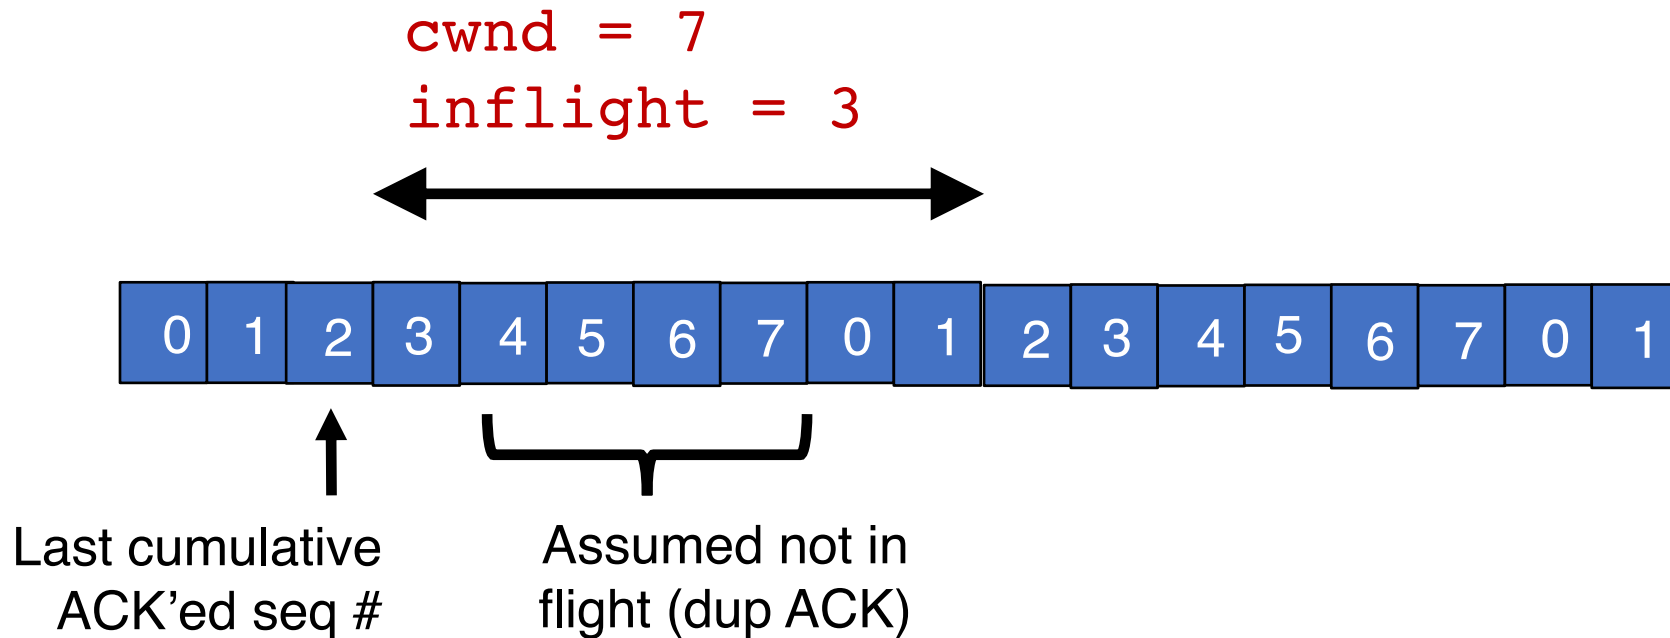 cwnd = 7
inflight = 3
0 1 2 3 4 5 6 7 0 1 2 3 4 5 6 7 0 1
Last cumulative
ACK’ed seq #
Assumed not in
flight (dup ACK)